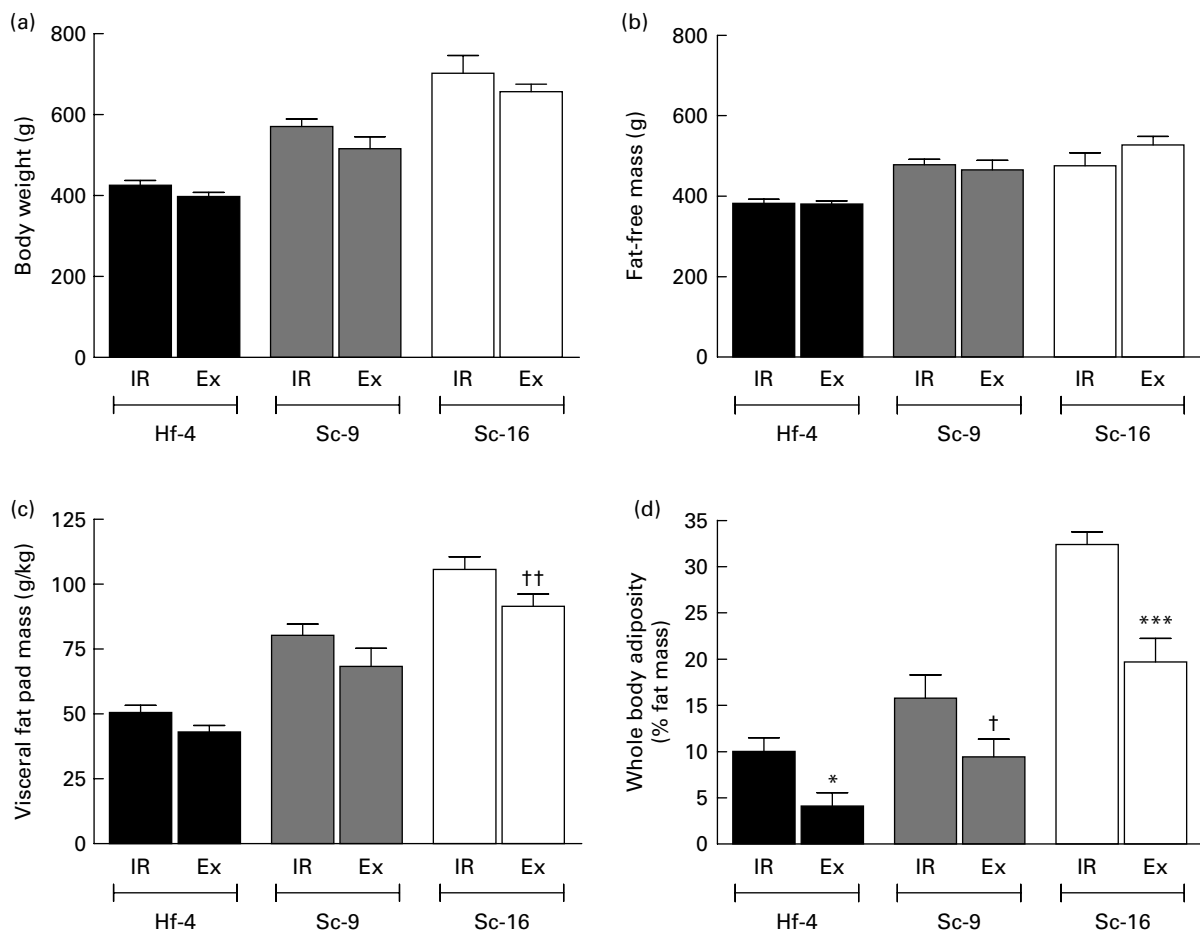 (a)
Body weight (g)
800
600
400
200
0
IR Ex IR Ex IR Ex
Hf-4 Sc-9 Sc-16
(b)
Fat-free mass (g)
800
600
400
200
0
IR Ex IR Ex IR Ex
Hf-4 Sc-9 Sc-16
(c)
Visceral fat pad mass (g/kg)
125
100
75
50
25
0
††
IR Ex IR Ex IR Ex
Hf-4 Sc-9 Sc-16
(d)
Whole body adiposity
(% fat mass)
35
30
25
20
15
10
5
0
* † ***
IR Ex IR Ex IR Ex
Hf-4 Sc-9 Sc-16